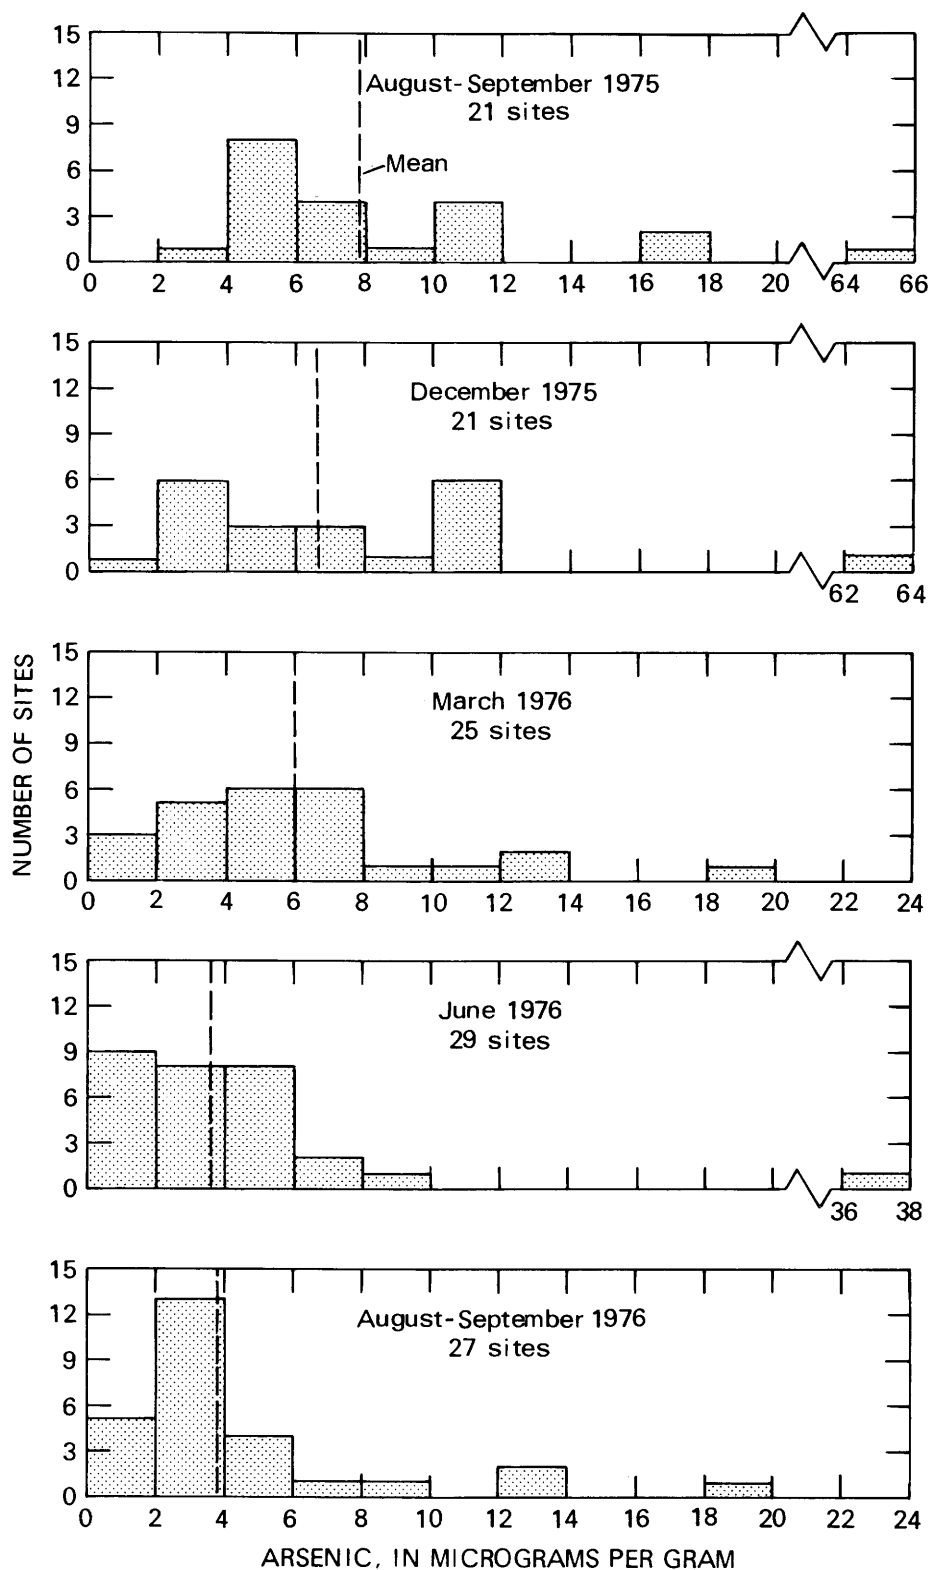 15
12
9
6
3
0
August-September 1975
21 sites
Mean
0 2 4 6 8 10 12 14 16 18 20 64 66
15
12
9
6
3
0
December 1975
21 sites
62 64
NUMBER OF SITES
15
12
9
6
3
0
March 1976
25 sites
0 2 4 6 8 10 12 14 16 18 20 22 24
15
12
9
6
3
0
June 1976
29 sites
36 38
15
12
9
6
3
0
August-September 1976
27 sites
0 2 4 6 8 10 12 14 16 18 20 22 24
ARSENIC, IN MICROGRAMS PER GRAM